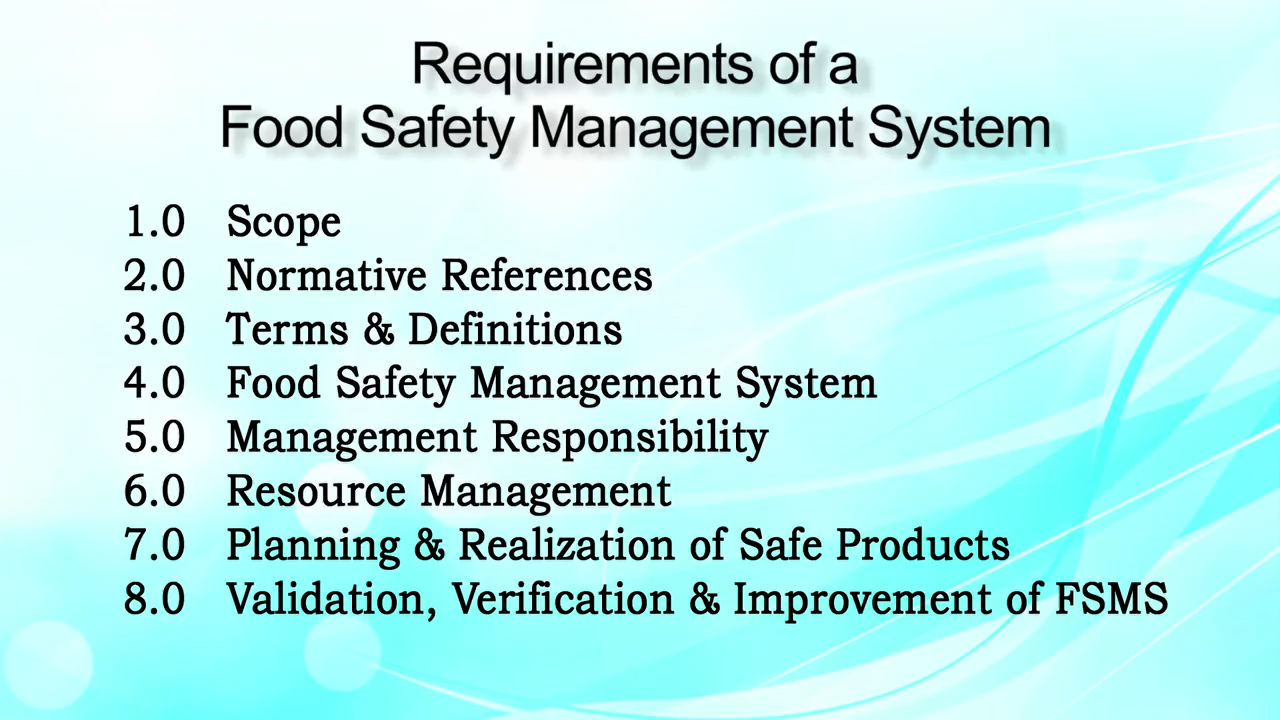 Requirements of a
Food Safety Management System
1.0 Scope
2.0 Normative References
3.0 Terms & Definitions
4.0 Food Safety Management System
5.0 Management Responsibility
6.0 Resource Management
7.0 Planning & Realization of Safe Products
8.0 Validation, Verification & Improvement of FSMS